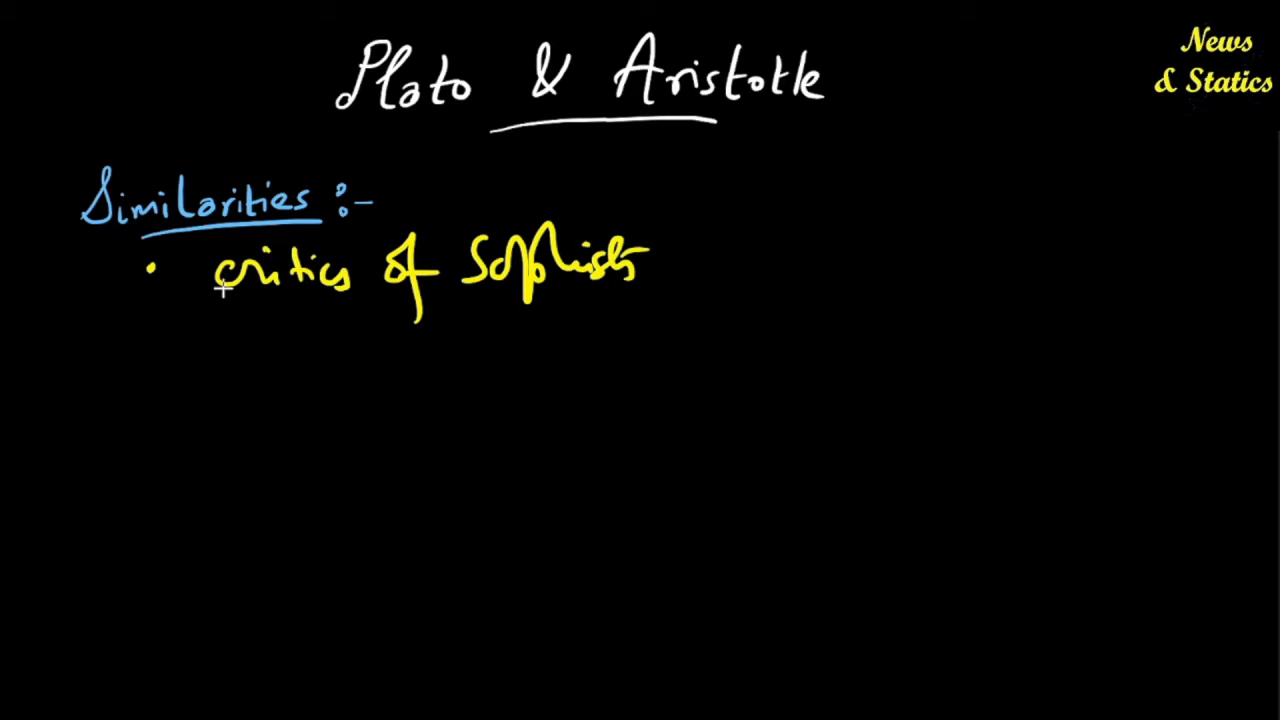 Plato & Aristotle
News
& Statics
Similarities :-
• critics of Sophists